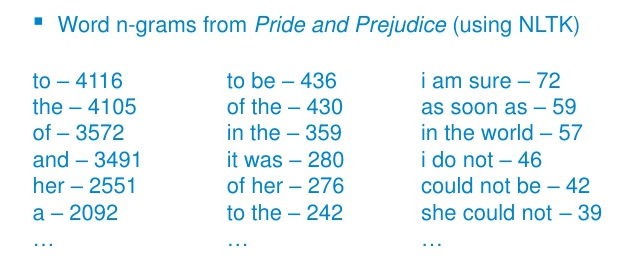 ▪ Word n-grams from Pride and Prejudice (using NLTK)
to – 4116
the – 4105
of – 3572
and – 3491
her – 2551
a – 2092
…
to be – 436
of the – 430
in the – 359
it was – 280
of her – 276
to the – 242
…
i am sure – 72
as soon as – 59
in the world – 57
i do not – 46
could not be – 42
she could not – 39
…